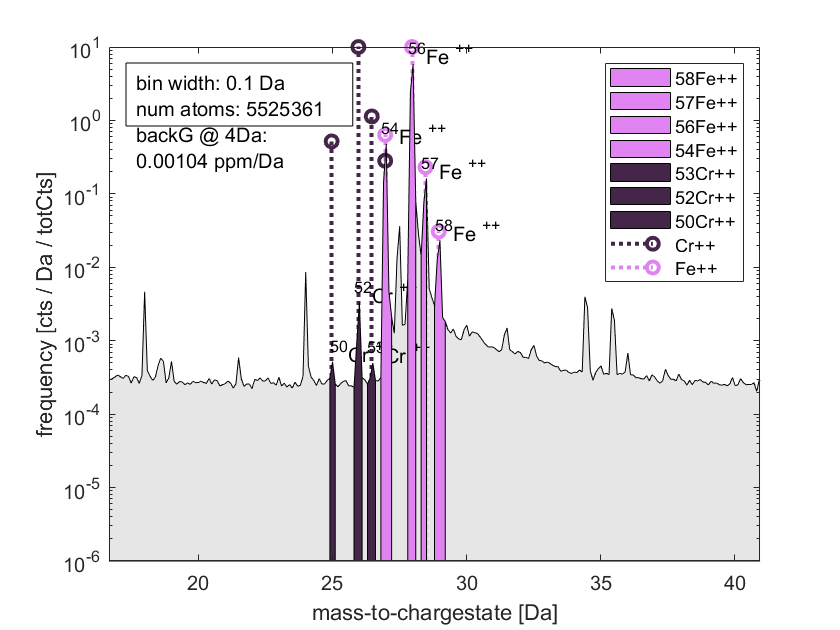 10^1
10^0
10^-1
10^-2
10^-3
10^-4
10^-5
10^-6
frequency [cts / Da / totCts]
bin width: 0.1 Da
num atoms: 5525361
backG @ 4Da:
0.00104 ppm/Da
56Fe ++
54Fe ++
57Fe ++
58Fe ++
52Cr ++
50Cr
Cr ++
58Fe++
57Fe++
56Fe++
54Fe++
53Cr++
52Cr++
50Cr++
Cr++
Fe++
20 25 30 35 40
mass-to-chargestate [Da]